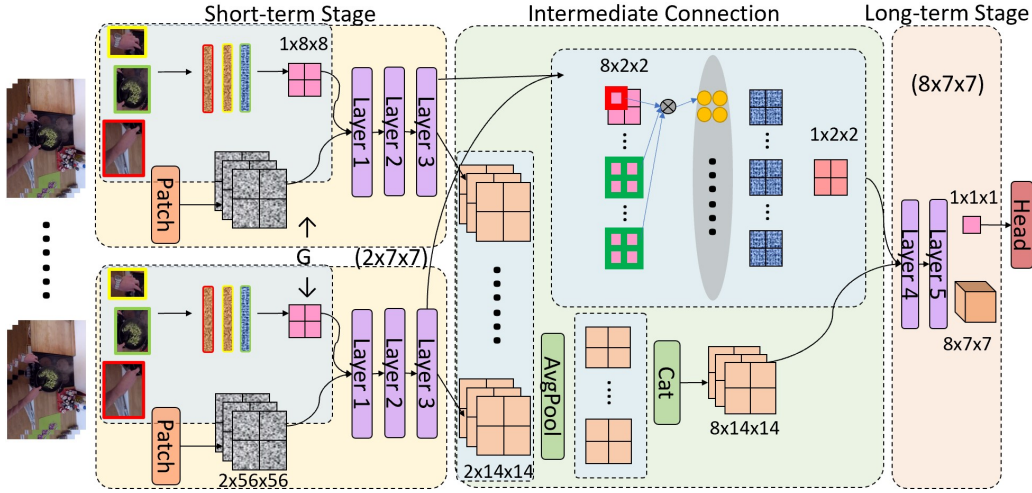 Short-term Stage
Intermediate Connection
Long-term Stage
1x8x8
Patch
Layer 1
Layer 2
Layer 3
G
(2x7x7)
Patch
2x56x56
Layer 1
Layer 2
Layer 3
2x14x14
8x2x2
1x2x2
AvgPool
Cat
8x14x14
(8x7x7)
Layer 4
Layer 5
1x1x1
8x7x7
Head